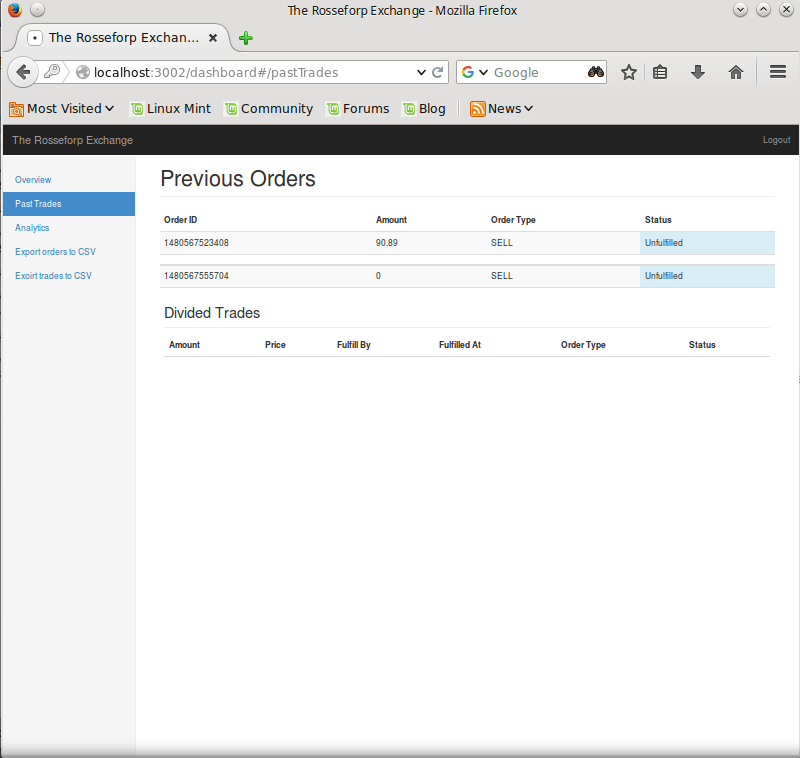 The Rosseforp Exchange - Mozilla Firefox
The Rosseforp Exchan...
localhost:3002/dashboard#/pastTrades Google
Most Visited Linux Mint Community Forums Blog News
The Rosseforp Exchange Logout
Overview
Past Trades
Analytics
Export orders to CSV
Exoirt trades to CSV
Previous Orders
Order ID Amount Order Type Status
1480567523408 90.89 SELL Unfulfilled
1480567555704 0 SELL Unfulfilled
Divided Trades
Amount Price Fulfill By Fulfilled At Order Type Status